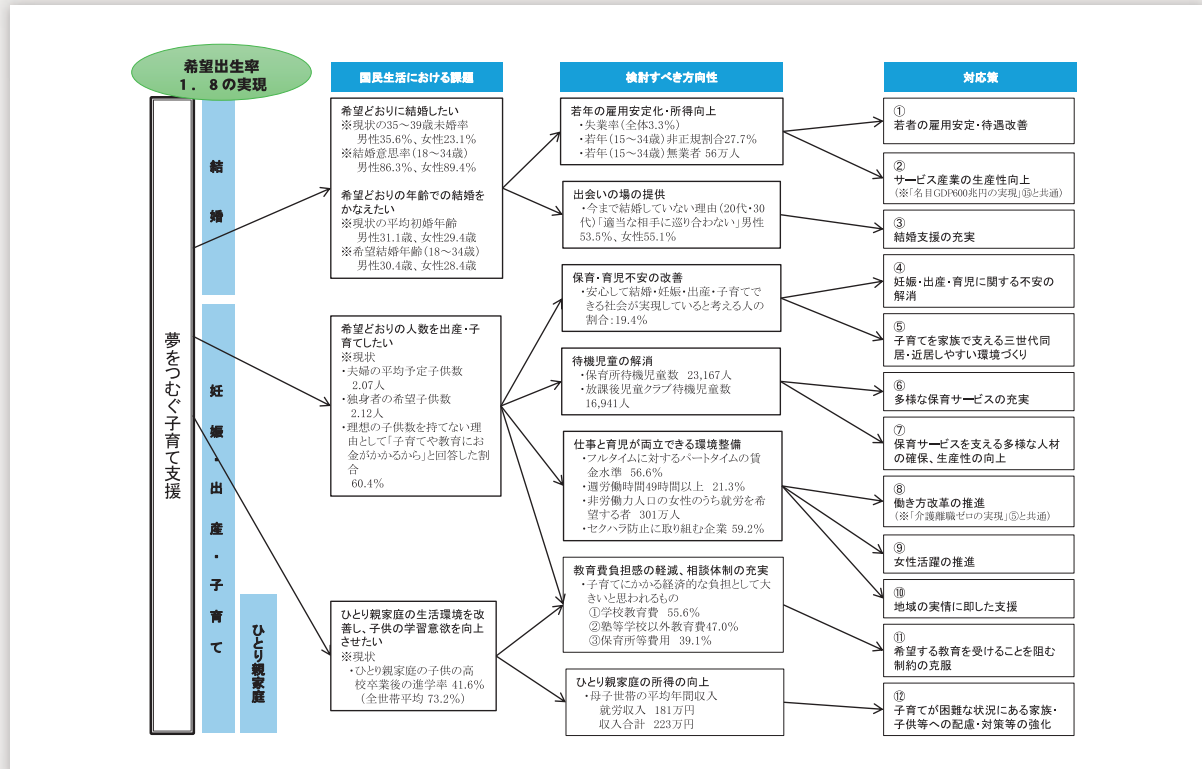 希望出生率
１．８の実現
夢をつむぐ子育て支援
結婚
妊娠・出産・子育て
ひとり親家庭
国民生活における課題
希望どおりに結婚したい
※現状の35～39歳未婚率
男性35.6%、女性23.1%
※結婚意思率(18～34歳)
男性86.3%、女性89.4%
希望どおりの年齢での結婚を
かなえたい
※現状の平均初婚年齢
男性31.1歳、女性29.4歳
※希望結婚年齢(18～34歳)
男性30.4歳、女性28.4歳
希望どおりの人数を出産・子
育てしたい
※現状
・夫婦の平均予定子供数
2.07人
・独身者の希望子供数
2.12人
・理想の子供数を持てない理
由として「子育てや教育にお
金がかかるから」と回答した割
合
60.4%
ひとり親家庭の生活環境を改
善し、子供の学習意欲を向上
させたい
※現状
・ひとり親家庭の子供の高
校卒業後の進学率 41.6%
(全世帯平均 73.2%)
検討すべき方向性
若年の雇用安定化・所得向上
・失業率(全体3.3%)
・若年(15～34歳)非正規割合27.7%
・若年(15～34歳)無業者 56万人
出会いの場の提供
・今まで結婚していない理由(20代・30
代)「適当な相手に巡り合わない」男性
53.5%、女性55.1%
保育・育児不安の改善
・安心して結婚・妊娠・出産・子育てで
きる社会が実現していると考える人の
割合:19.4%
待機児童の解消
・保育所待機児童数 23,167人
・放課後児童クラブ待機児童数
16,941人
仕事と育児が両立できる環境整備
・フルタイムに対するパートタイムの賃
金水準 56.6%
・週労働時間49時間以上 21.3%
・非労働力人口の女性のうち就労を希
望する者 301万人
・セクハラ防止に取り組む企業 59.2%
教育費負担感の軽減、相談体制の充実
・子育てにかかる経済的な負担として大
きいと思われるもの
①学校教育費 55.6%
②塾等学校以外教育費47.0%
③保育所等費用 39.1%
ひとり親家庭の所得の向上
・母子世帯の平均年間収入
就労収入 181万円
収入合計 223万円
対応策
①
若者の雇用安定・待遇改善
②
サービス産業の生産性向上
(※「名目GDP600兆円の実現」⑬と共通)
③
結婚支援の充実
④
妊娠・出産・育児に関する不安の
解消
⑤
子育てを家族で支える三世代同
居・近居しやすい環境づくり
⑥
多様な保育サービスの充実
⑦
保育サービスを支える多様な人材
の確保、生産性の向上
⑧
働き方改革の推進
(※「介護離職ゼロの実現」⑤と共通)
⑨
女性活躍の推進
⑩
地域の実情に即した支援
⑪
希望する教育を受けることを阻む
制約の克服
⑫
子育てが困難な状況にある家族・
子供等への配慮・対策等の強化